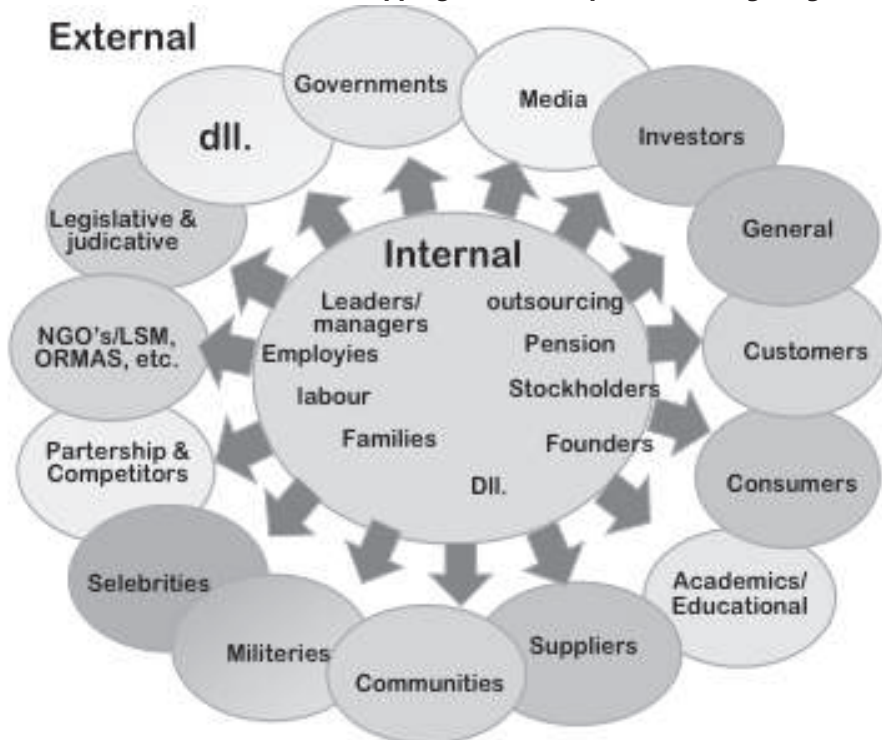 External
Governments
Media
Investors
General
Customers
Consumers
Academics/
Educational
Suppliers
Communities
Militeries
Selebrities
Partership &
Competitors
NGO's/LSM,
ORMAS, etc.
Legislative &
judicative
dll.
Internal
Leaders/
managers
Employies
labour
Families
outsourcing
Pension
Stockholders
Founders
Dll.